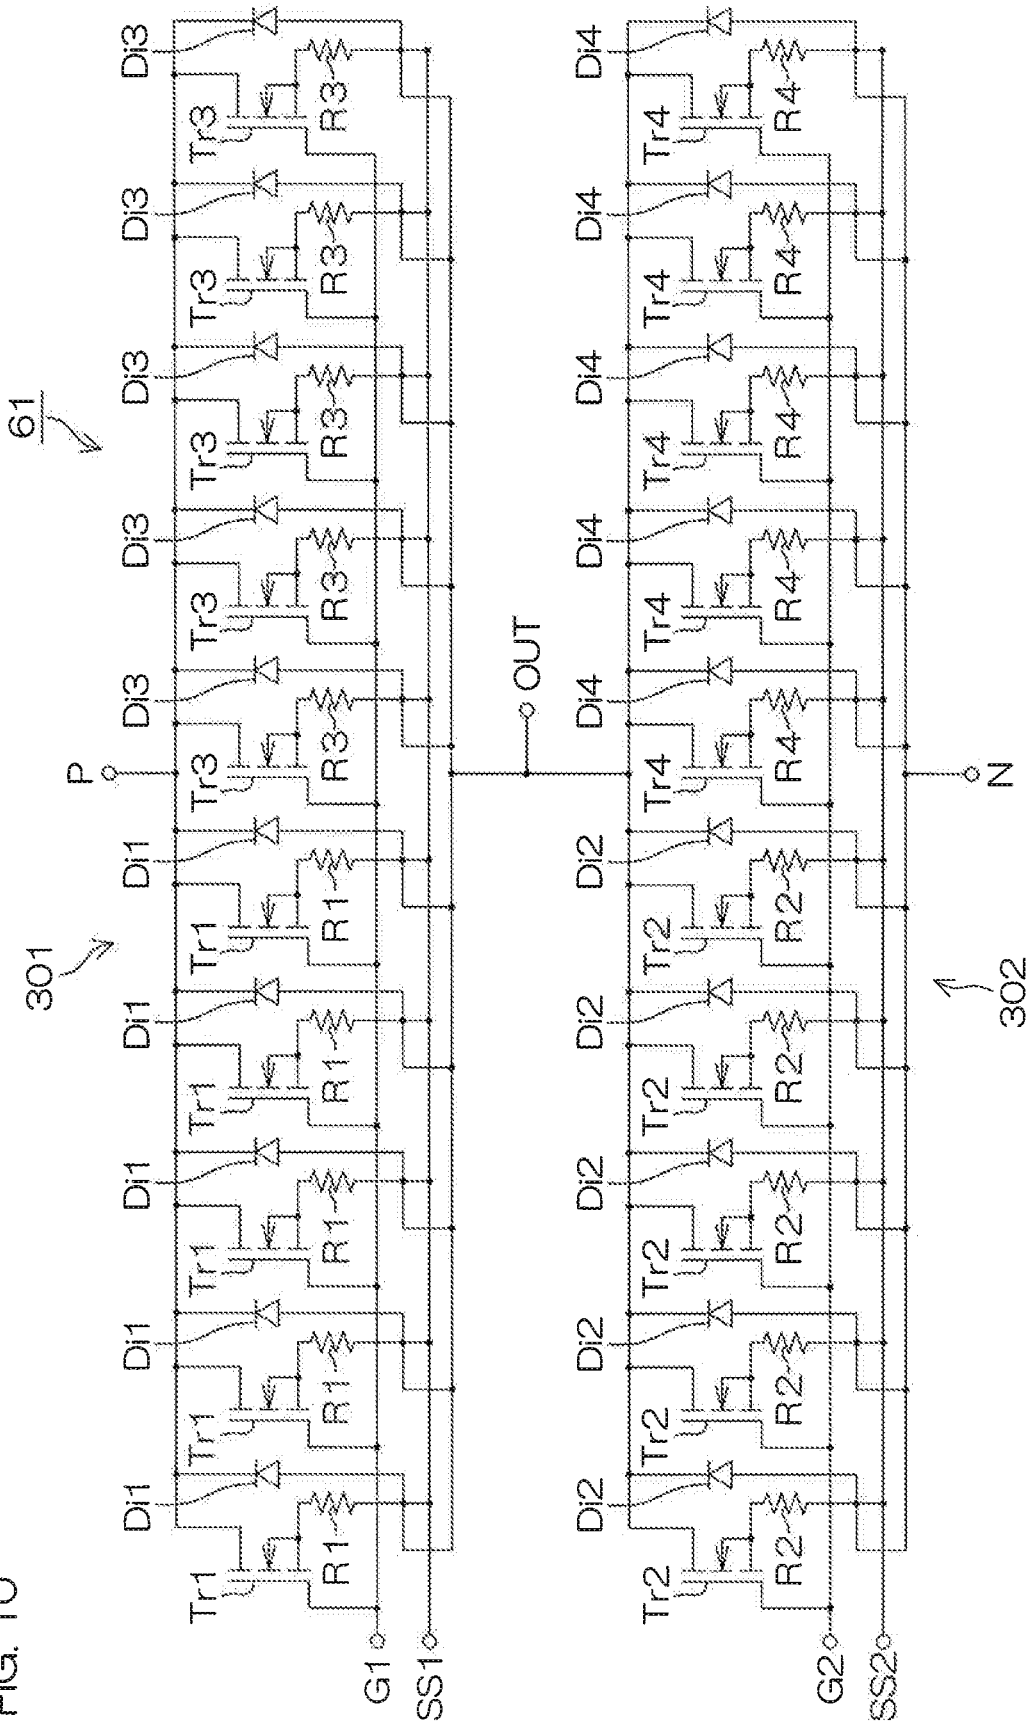 FIG. 10
301 61
P
Di1 Di1 Di1 Di1 Di1 Di3 Di3 Di3 Di3 Di3
Tr1 Tr1 Tr1 Tr1 Tr1 Tr3 Tr3 Tr3 Tr3 Tr3
R1 R1 R1 R1 R1 R3 R3 R3 R3 R3
G1
SS1
OUT
Di2 Di2 Di2 Di2 Di2 Di4 Di4 Di4 Di4 Di4
Tr2 Tr2 Tr2 Tr2 Tr2 Tr4 Tr4 Tr4 Tr4 Tr4
R2 R2 R2 R2 R2 R4 R4 R4 R4 R4
G2
SS2
N
302